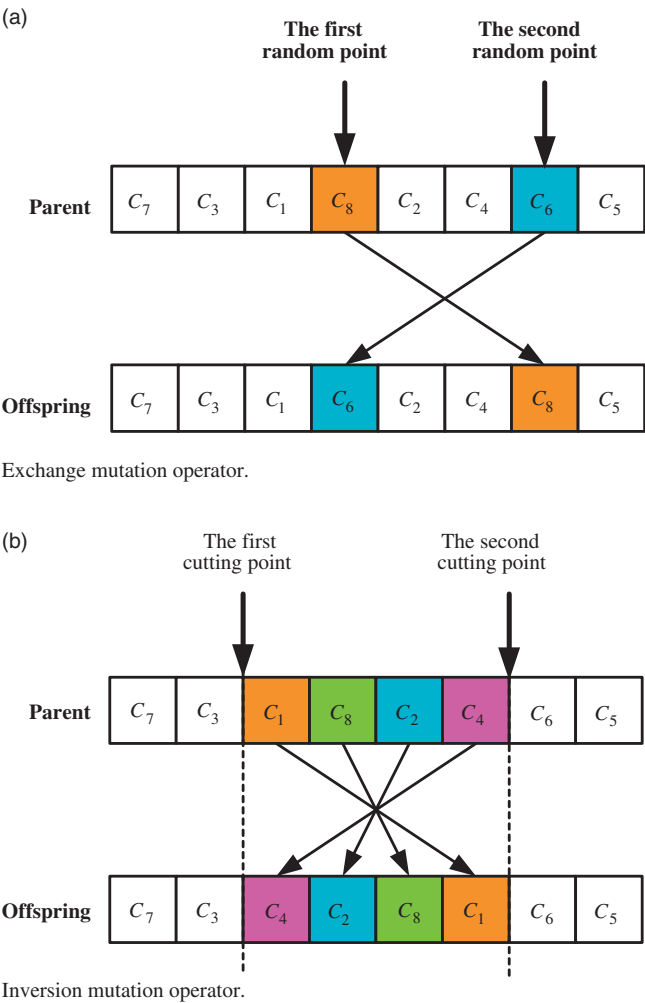 (a)
The first random point
The second random point
Parent C7 C3 C1 C8 C2 C4 C6 C5
Offspring C7 C3 C1 C6 C2 C4 C8 C5
Exchange mutation operator.
(b)
The first cutting point
The second cutting point
Parent C7 C3 C1 C8 C2 C4 C6 C5
Offspring C7 C3 C4 C2 C8 C1 C6 C5
Inversion mutation operator.